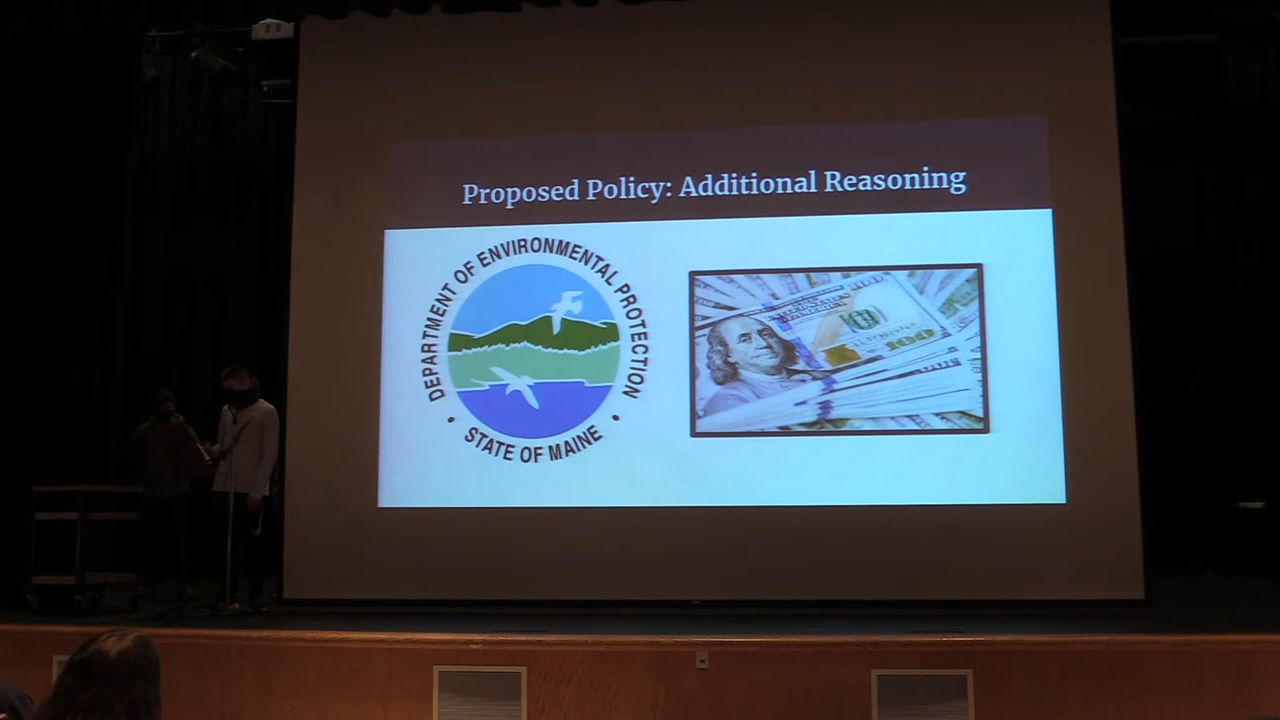 Proposed Policy: Additional Reasoning
DEPARTMENT OF ENVIRONMENTAL PROTECTION
• STATE OF MAINE •
100